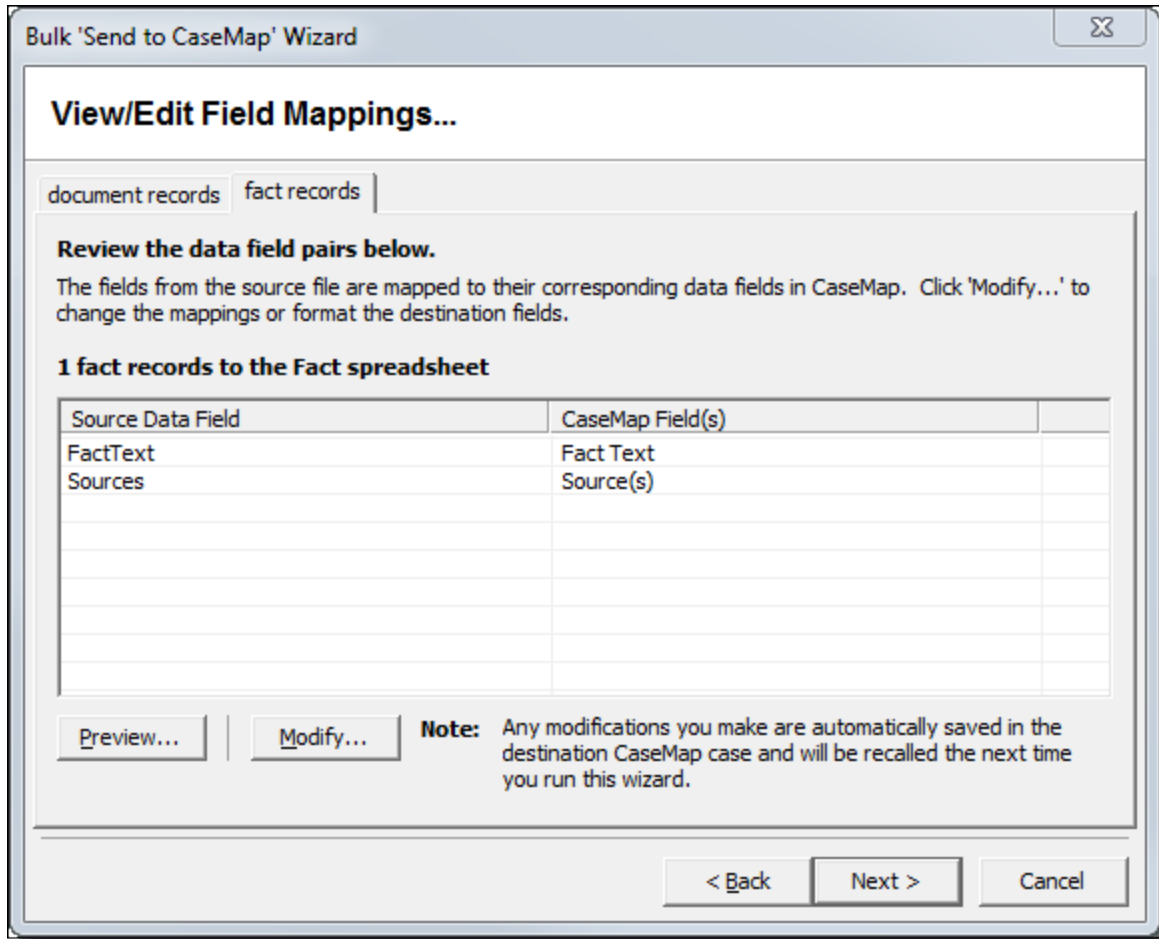 Bulk 'Send to CaseMap' Wizard
View/Edit Field Mappings...
document records fact records
Review the data field pairs below.
The fields from the source file are mapped to their corresponding data fields in CaseMap.  Click 'Modify...' to
change the mappings or format the destination fields.
1 fact records to the Fact spreadsheet
Source Data Field CaseMap Field(s)
FactText Fact Text
Sources Source(s)
Preview... Modify... Note: Any modifications you make are automatically saved in the
destination CaseMap case and will be recalled the next time
you run this wizard.
< Back Next > Cancel